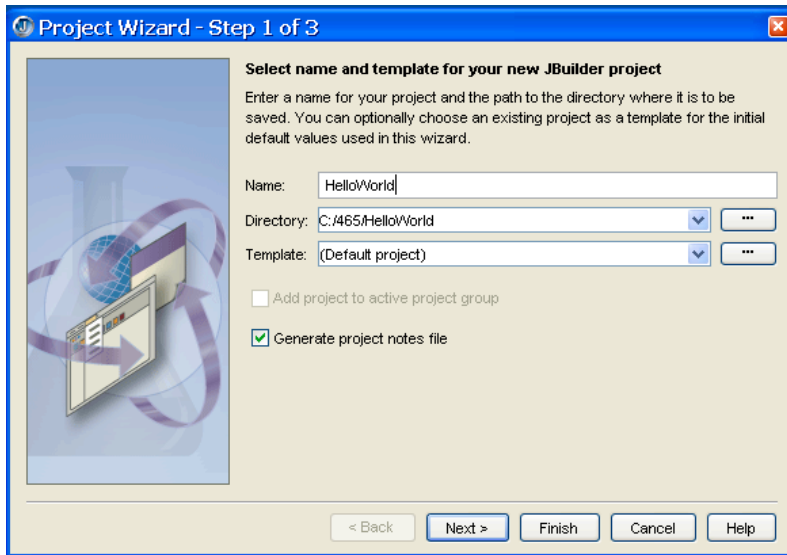 Project Wizard - Step 1 of 3
Select name and template for your new JBuilder project
Enter a name for your project and the path to the directory where it is to be
saved. You can optionally choose an existing project as a template for the initial
default values used in this wizard.
Name: HelloWorld
Directory: C:/465/HelloWorld ...
Template: (Default project) ...
Add project to active project group
Generate project notes file
< Back Next > Finish Cancel Help